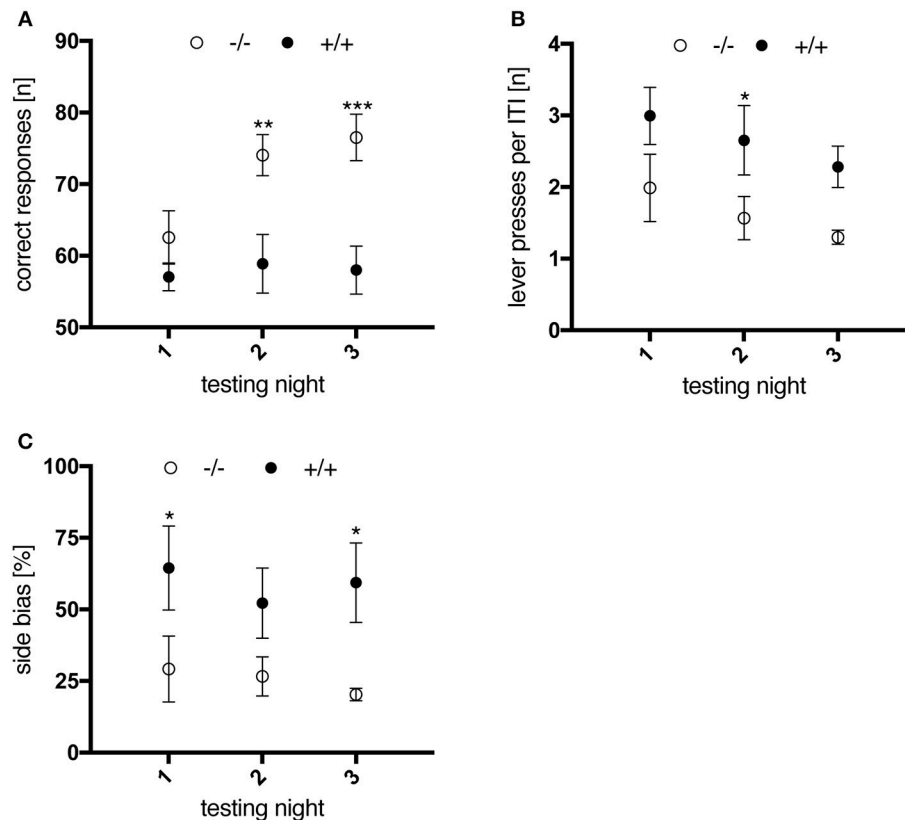 A
-/- +/+
correct responses [n]
90
80
70
60
50
** ***
1 2 3
testing night
B
-/- +/+
lever presses per ITI [n]
4
3
2
1
0
*
1 2 3
testing night
C
-/- +/+
side bias [%]
100
75
50
25
0
* *
1 2 3
testing night